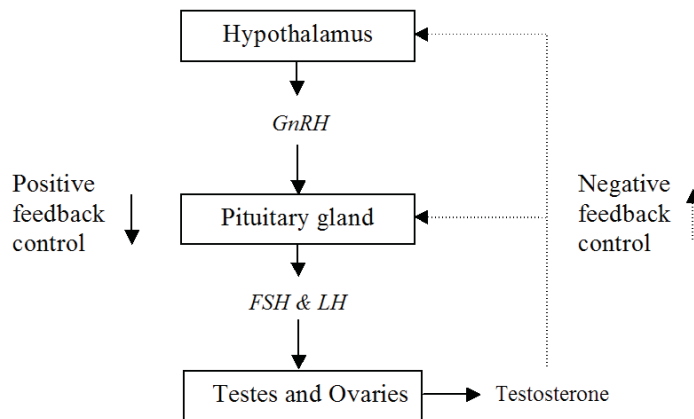 Hypothalamus
GnRH
Positive
feedback
control
Pituitary gland
Negative
feedback
control
FSH & LH
Testes and Ovaries
Testosterone